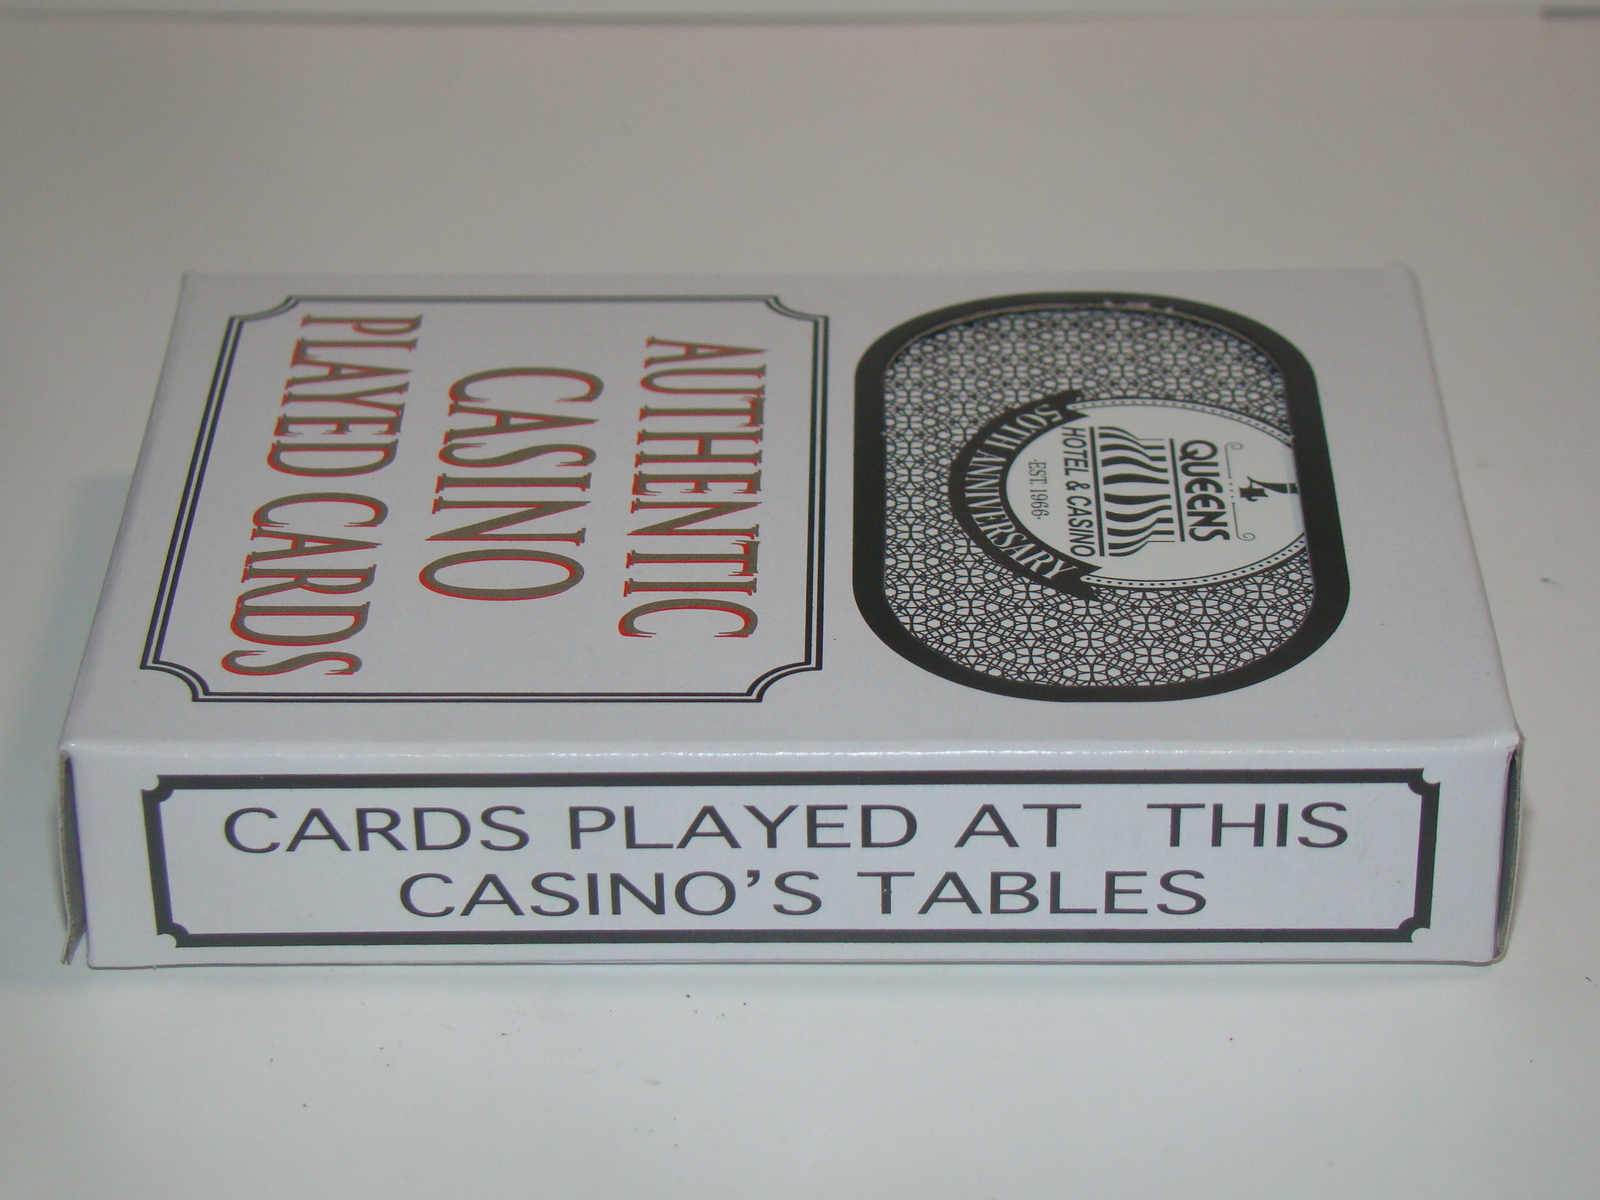 4
QUEENS
HOTEL & CASINO
·EST. 1966·
50TH ANNIVERSARY
AUTHENTIC
CASINO
PLAYED CARDS
CARDS PLAYED AT THIS
CASINO'S TABLES